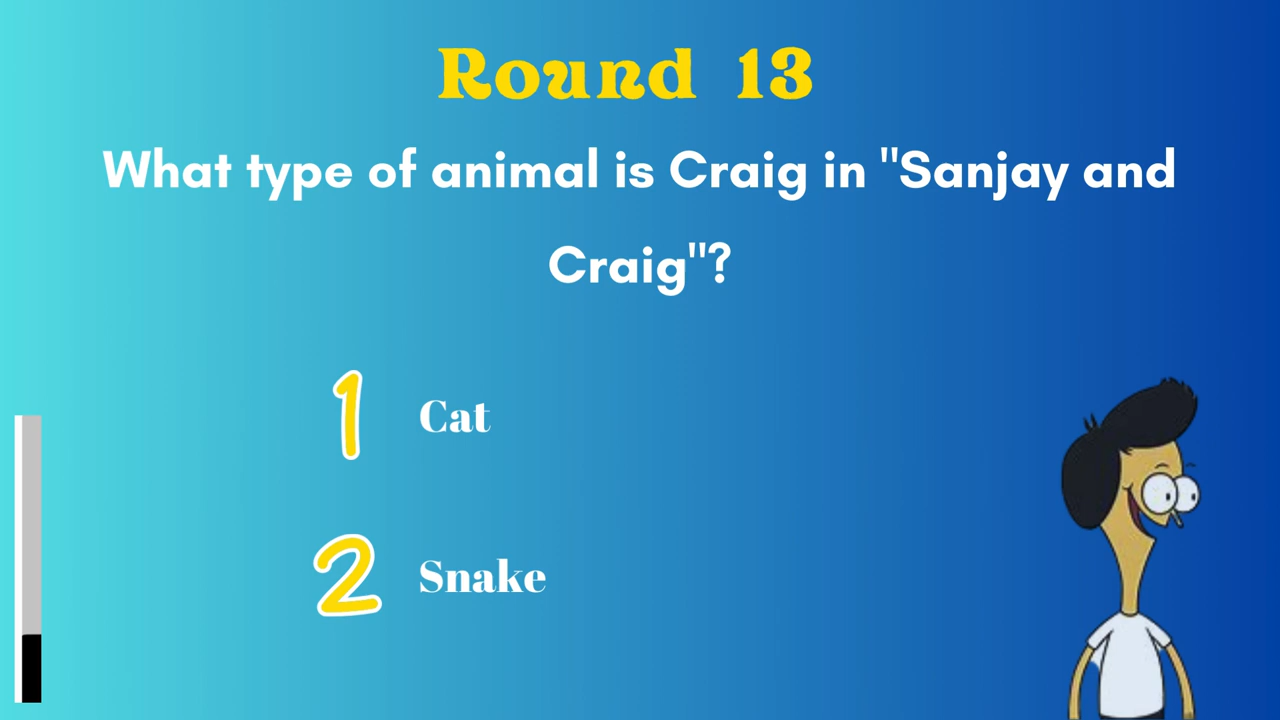 Round 13
What type of animal is Craig in "Sanjay and
Craig"?
1 Cat
2 Snake